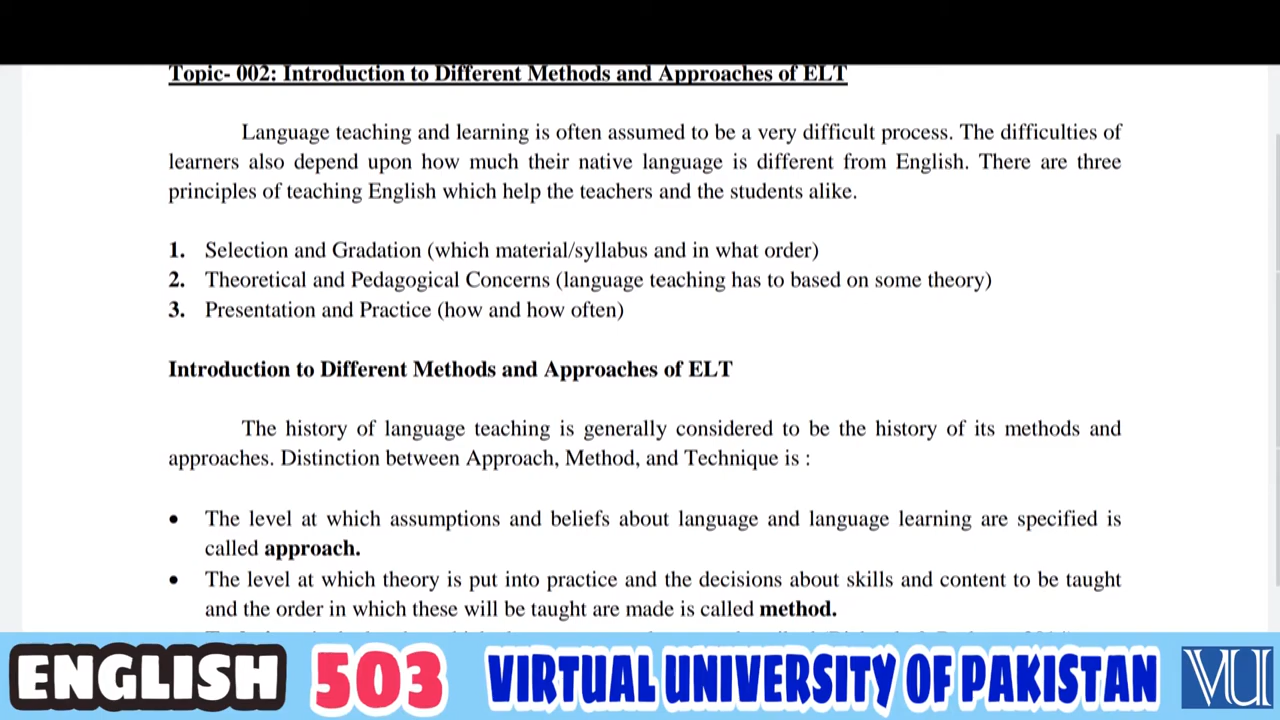 Topic- 002: Introduction to Different Methods and Approaches of ELT
Language teaching and learning is often assumed to be a very difficult process. The difficulties of
learners also depend upon how much their native language is different from English. There are three
principles of teaching English which help the teachers and the students alike.
1. Selection and Gradation (which material/syllabus and in what order)
2. Theoretical and Pedagogical Concerns (language teaching has to based on some theory)
3. Presentation and Practice (how and how often)
Introduction to Different Methods and Approaches of ELT
The history of language teaching is generally considered to be the history of its methods and
approaches. Distinction between Approach, Method, and Technique is :
• The level at which assumptions and beliefs about language and language learning are specified is
called approach.
• The level at which theory is put into practice and the decisions about skills and content to be taught
and the order in which these will be taught are made is called method.
ENGLISH 503 VIRTUAL UNIVERSITY OF PAKISTAN VU